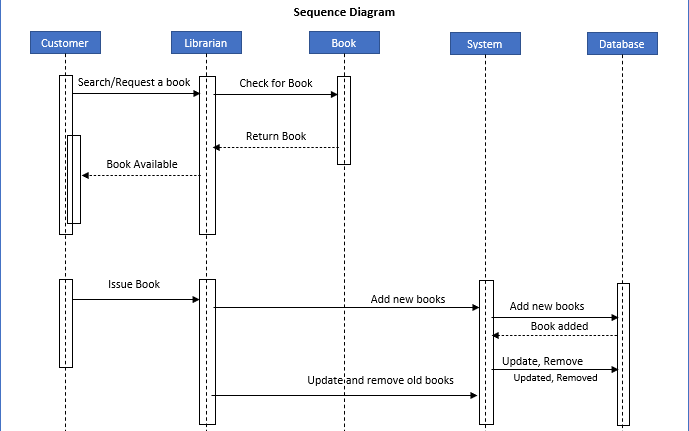 Sequence Diagram
Customer
Librarian
Book
System
Database
Search/Request a book
Check for Book
Return Book
Book Available
Issue Book
Add new books
Add new books
Book added
Update, Remove
Updated, Removed
Update and remove old books